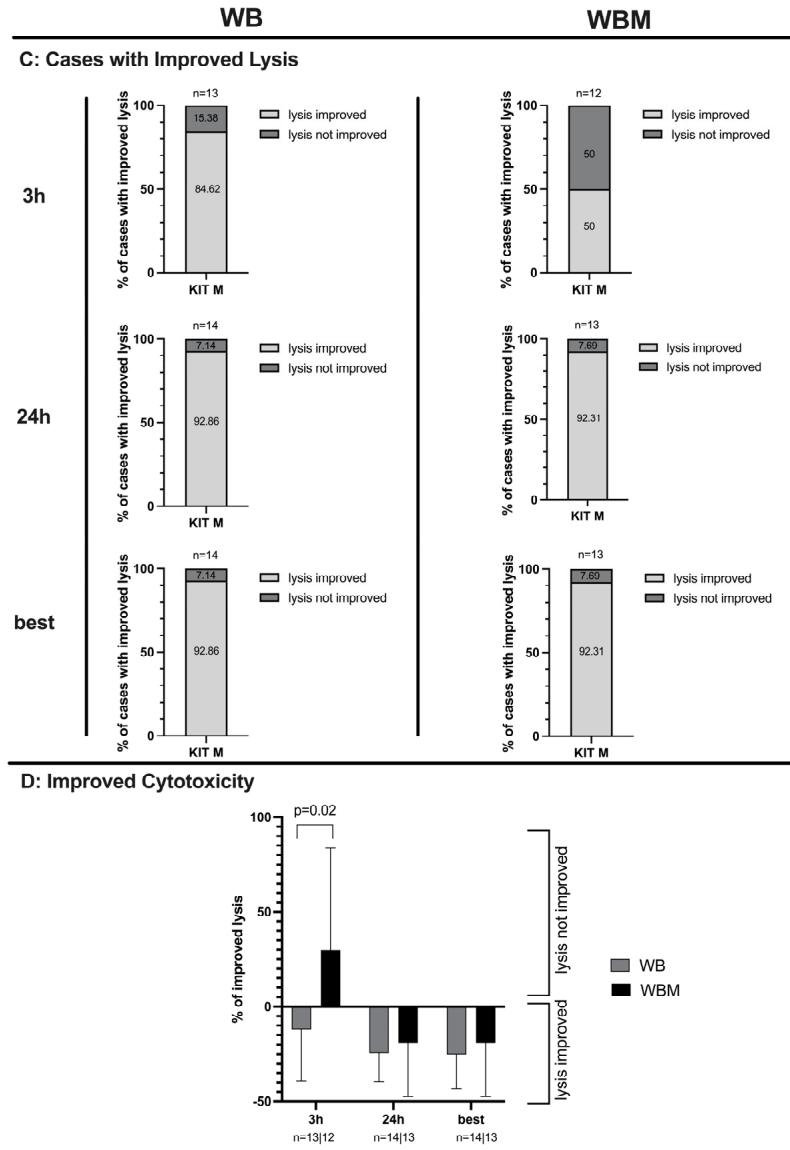 WB
WBM
C: Cases with Improved Lysis
3h
% of cases with improved lysis
n=13
100
50
0
15.38
84.62
KIT M
lysis improved
lysis not improved
% of cases with improved lysis
n=12
100
50
0
50
50
KIT M
lysis improved
lysis not improved
24h
% of cases with improved lysis
n=14
100
50
0
7.14
92.86
KIT M
lysis improved
lysis not improved
% of cases with improved lysis
n=13
100
50
0
7.69
92.31
KIT M
lysis improved
lysis not improved
best
% of cases with improved lysis
n=14
100
50
0
7.14
92.86
KIT M
lysis improved
lysis not improved
% of cases with improved lysis
n=13
100
50
0
7.69
92.31
KIT M
lysis improved
lysis not improved
D: Improved Cytotoxicity
% of improved lysis
100
50
0
-50
p=0.02
3h
24h
best
n=13|12
n=14|13
n=14|13
lysis not improved
lysis improved
WB
WBM